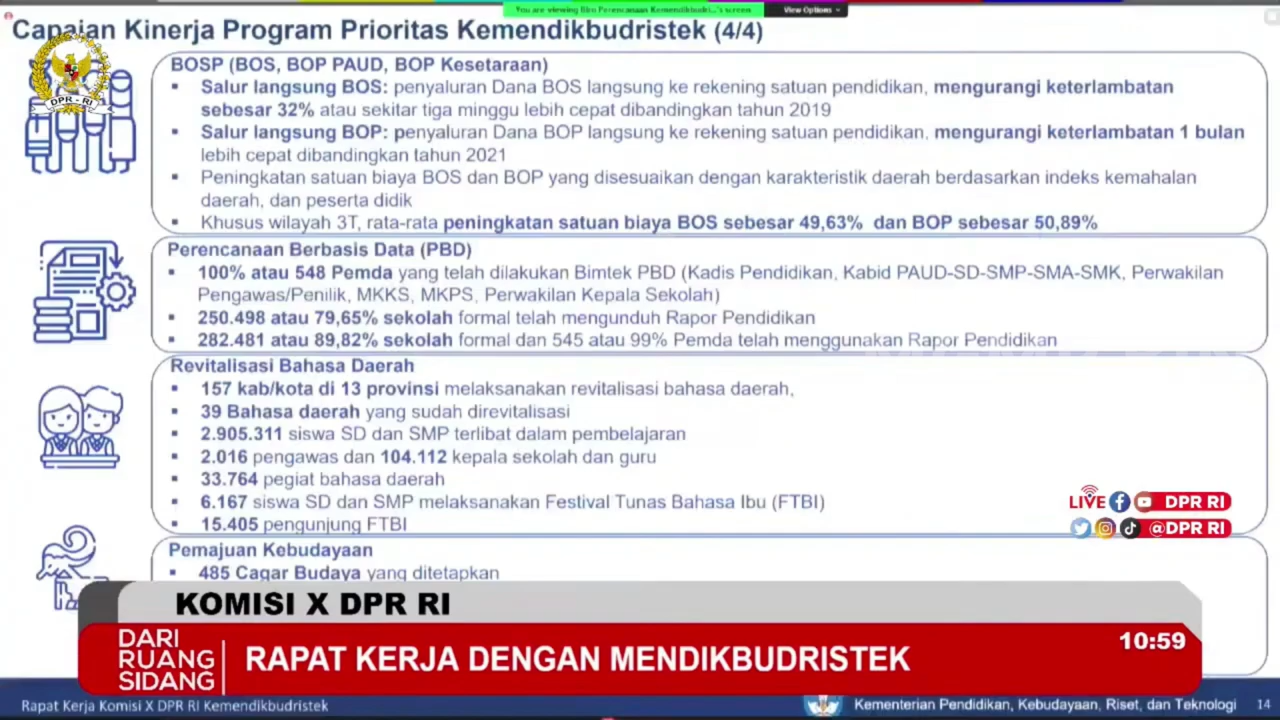 You are viewing Biro Perencanaan Kemendikbudri...'s screen
View Options
Capaian Kinerja Program Prioritas Kemendikbudristek (4/4)
DPR - RI
BOSP (BOS, BOP PAUD, BOP Kesetaraan)
▪ Salur langsung BOS: penyaluran Dana BOS langsung ke rekening satuan pendidikan, mengurangi keterlambatan
sebesar 32% atau sekitar tiga minggu lebih cepat dibandingkan tahun 2019
▪ Salur langsung BOP: penyaluran Dana BOP langsung ke rekening satuan pendidikan, mengurangi keterlambatan 1 bulan
lebih cepat dibandingkan tahun 2021
▪ Peningkatan satuan biaya BOS dan BOP yang disesuaikan dengan karakteristik daerah berdasarkan indeks kemahalan
daerah, dan peserta didik
▪ Khusus wilayah 3T, rata-rata peningkatan satuan biaya BOS sebesar 49,63% dan BOP sebesar 50,89%
Perencanaan Berbasis Data (PBD)
▪ 100% atau 548 Pemda yang telah dilakukan Bimtek PBD (Kadis Pendidikan, Kabid PAUD-SD-SMP-SMA-SMK, Perwakilan
Pengawas/Penilik, MKKS, MKPS, Perwakilan Kepala Sekolah)
▪ 250.498 atau 79,65% sekolah formal telah mengunduh Rapor Pendidikan
▪ 282.481 atau 89,82% sekolah formal dan 545 atau 99% Pemda telah menggunakan Rapor Pendidikan
Revitalisasi Bahasa Daerah
▪ 157 kab/kota di 13 provinsi melaksanakan revitalisasi bahasa daerah,
▪ 39 Bahasa daerah yang sudah direvitalisasi
▪ 2.905.311 siswa SD dan SMP terlibat dalam pembelajaran
▪ 2.016 pengawas dan 104.112 kepala sekolah dan guru
▪ 33.764 pegiat bahasa daerah
▪ 6.167 siswa SD dan SMP melaksanakan Festival Tunas Bahasa Ibu (FTBI)
▪ 15.405 pengunjung FTBI
LIVE DPR RI
@DPR RI
Pemajuan Kebudayaan
▪ 485 Cagar Budaya yang ditetapkan
KOMISI X DPR RI
DARI
RUANG
SIDANG
RAPAT KERJA DENGAN MENDIKBUDRISTEK
10:59
Rapat Kerja Komisi X DPR RI Kemendikbudristek
Kementerian Pendidikan, Kebudayaan, Riset, dan Teknologi 14